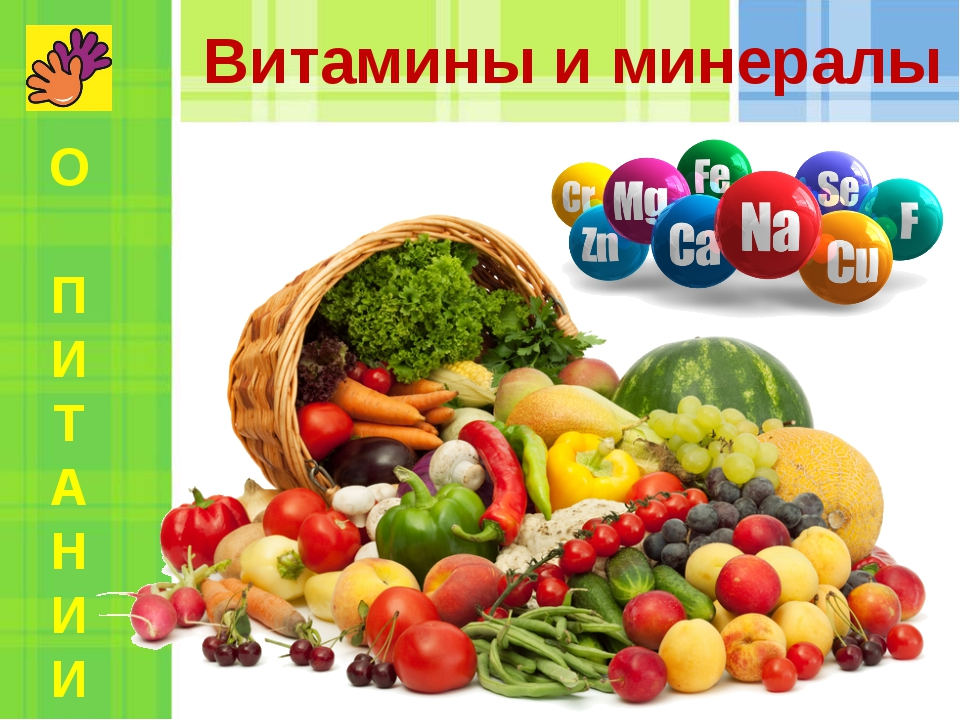 Витамины и минералы
О
П
И
Т
А
Н
И
И
Cr
Mg
Fe
Se
F
Zn
Ca
Na
Cu